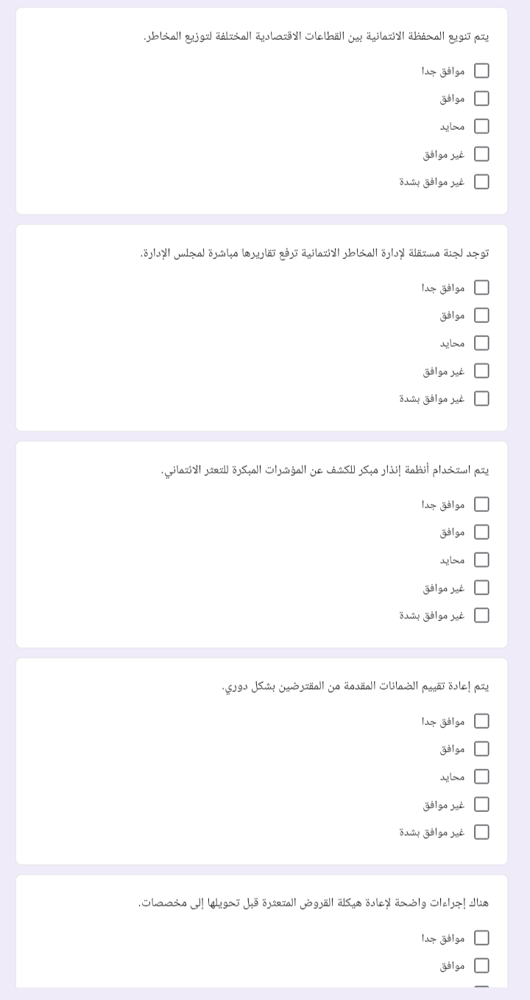 يتم تنويع المحفظة الائتمانية بين القطاعات الاقتصادية المختلفة لتوزيع المخاطر.
موافق جدا
موافق
محايد
غير موافق
غير موافق بشدة
توجد لجنة مستقلة لإدارة المخاطر الائتمانية ترفع تقاريرها مباشرة لمجلس الإدارة.
موافق جدا
موافق
محايد
غير موافق
غير موافق بشدة
يتم استخدام أنظمة إنذار مبكر للكشف عن المؤشرات المبكرة للتعثر الائتماني.
موافق جدا
موافق
محايد
غير موافق
غير موافق بشدة
يتم إعادة تقييم الضمانات المقدمة من المقترضين بشكل دوري.
موافق جدا
موافق
محايد
غير موافق
غير موافق بشدة
هناك إجراءات واضحة لإعادة هيكلة القروض المتعثرة قبل تحويلها إلى مخصصات.
موافق جدا
موافق